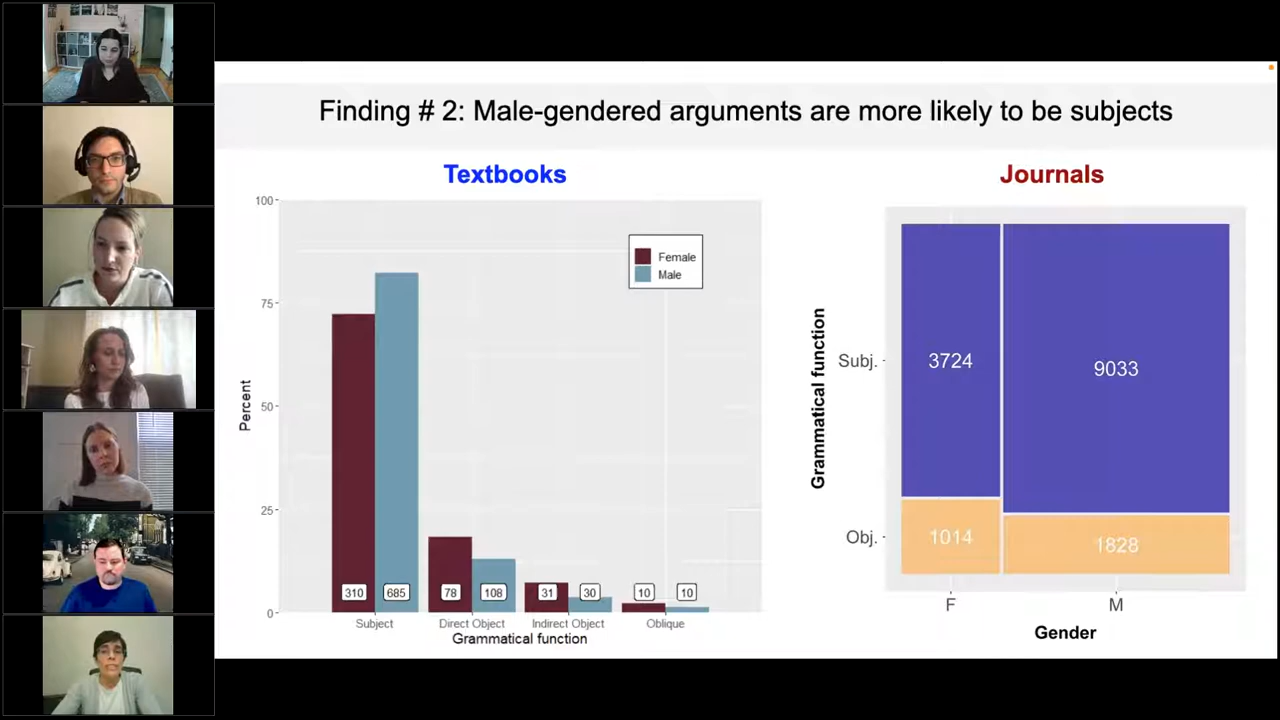 Finding # 2: Male-gendered arguments are more likely to be subjects
Textbooks
100
75
50
25
0
Percent
Female
Male
310 685 78 108 31 30 10 10
Subject Direct Object Indirect Object Oblique
Grammatical function
Journals
Grammatical function
Subj.
3724 9033
Obj.
1014 1828
F M
Gender